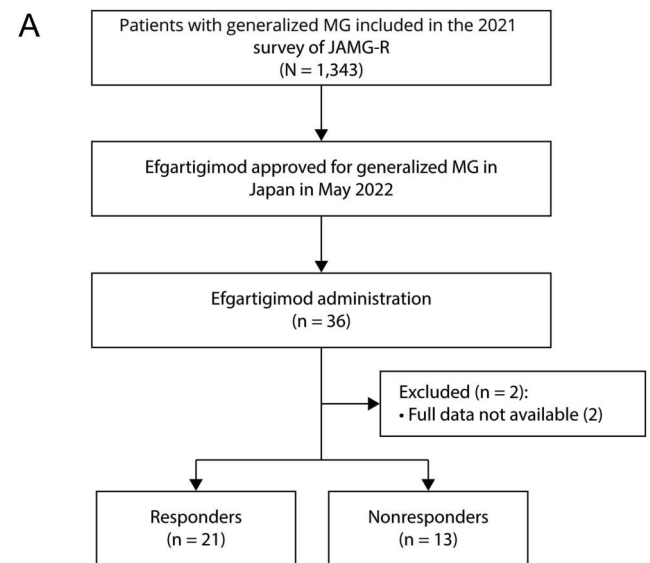 A
Patients with generalized MG included in the 2021
survey of JAMG-R
(N = 1,343)
Efgartigimod approved for generalized MG in
Japan in May 2022
Efgartigimod administration
(n = 36)
Excluded (n = 2):
• Full data not available (2)
Responders
(n = 21)
Nonresponders
(n = 13)